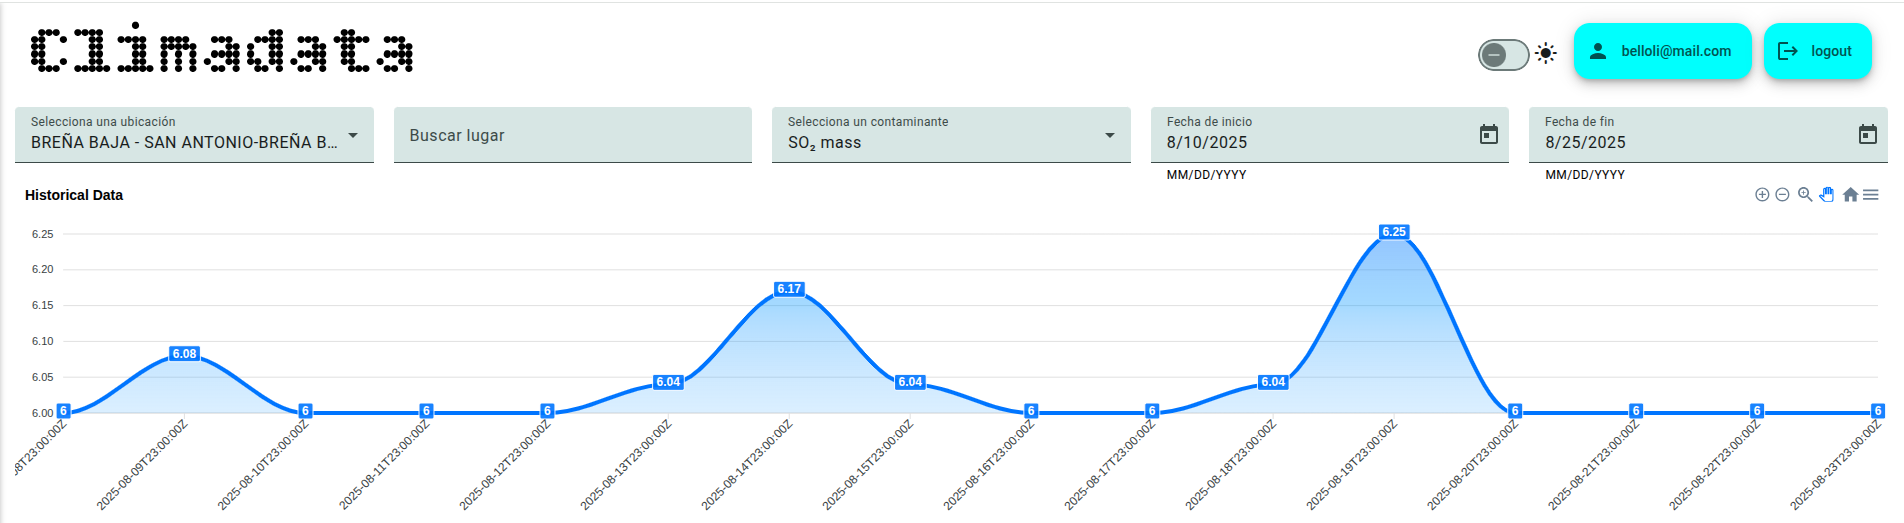 Climadata
belloli@mail.com
logout
Selecciona una ubicación
BREÑA BAJA - SAN ANTONIO-BREÑA B...
Buscar lugar
Selecciona un contaminante
SO₂ mass
Fecha de inicio
8/10/2025
MM/DD/YYYY
Fecha de fin
8/25/2025
MM/DD/YYYY
Historical Data
6.25
6.20
6.15
6.10
6.05
6.00
6
6.08
6
6
6
6.04
6.17
6.04
6
6
6.04
6.25
6
6
6
6
8T23:00:00Z
2025-08-09T23:00:00Z
2025-08-10T23:00:00Z
2025-08-11T23:00:00Z
2025-08-12T23:00:00Z
2025-08-13T23:00:00Z
2025-08-14T23:00:00Z
2025-08-15T23:00:00Z
2025-08-16T23:00:00Z
2025-08-17T23:00:00Z
2025-08-18T23:00:00Z
2025-08-19T23:00:00Z
2025-08-20T23:00:00Z
2025-08-21T23:00:00Z
2025-08-22T23:00:00Z
2025-08-23T23:00:00Z